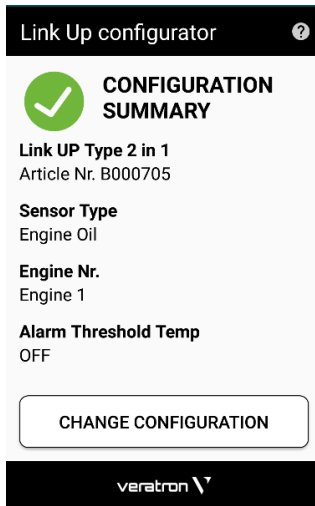 Link Up configurator ?
CONFIGURATION
SUMMARY
Link UP Type 2 in 1
Article Nr. B000705
Sensor Type
Engine Oil
Engine Nr.
Engine 1
Alarm Threshold Temp
OFF
CHANGE CONFIGURATION
veratron